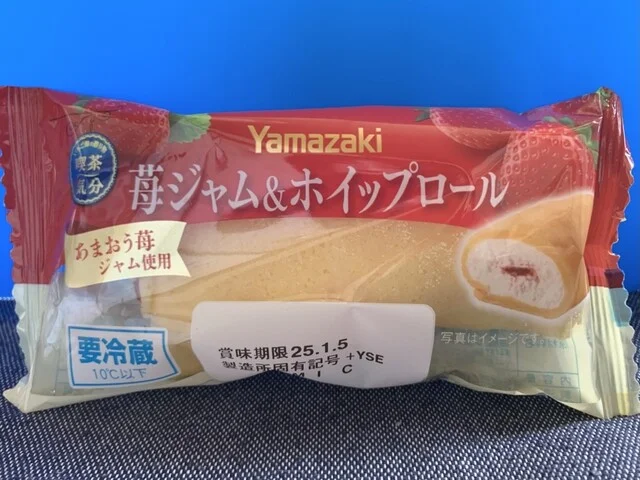 Yamazaki
喫茶
気分
苺ジャム&ホイップロール
あまおう苺
ジャム使用
写真はイメージです。
要冷蔵
10℃以下
賞味期限25.1.5
製造所固有記号+YSE